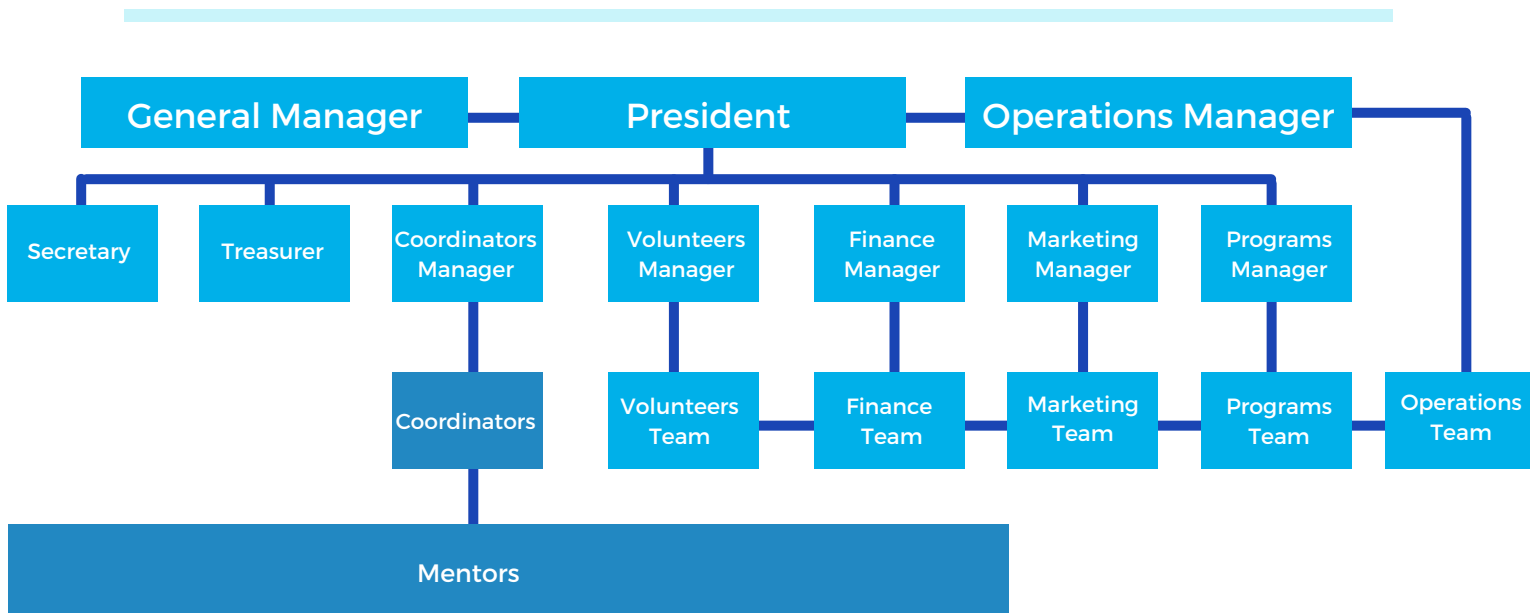 General Manager
President
Operations Manager
Secretary
Treasurer
Coordinators
Manager
Volunteers
Manager
Finance
Manager
Marketing
Manager
Programs
Manager
Coordinators
Volunteers
Team
Finance
Team
Marketing
Team
Programs
Team
Operations
Team
Mentors